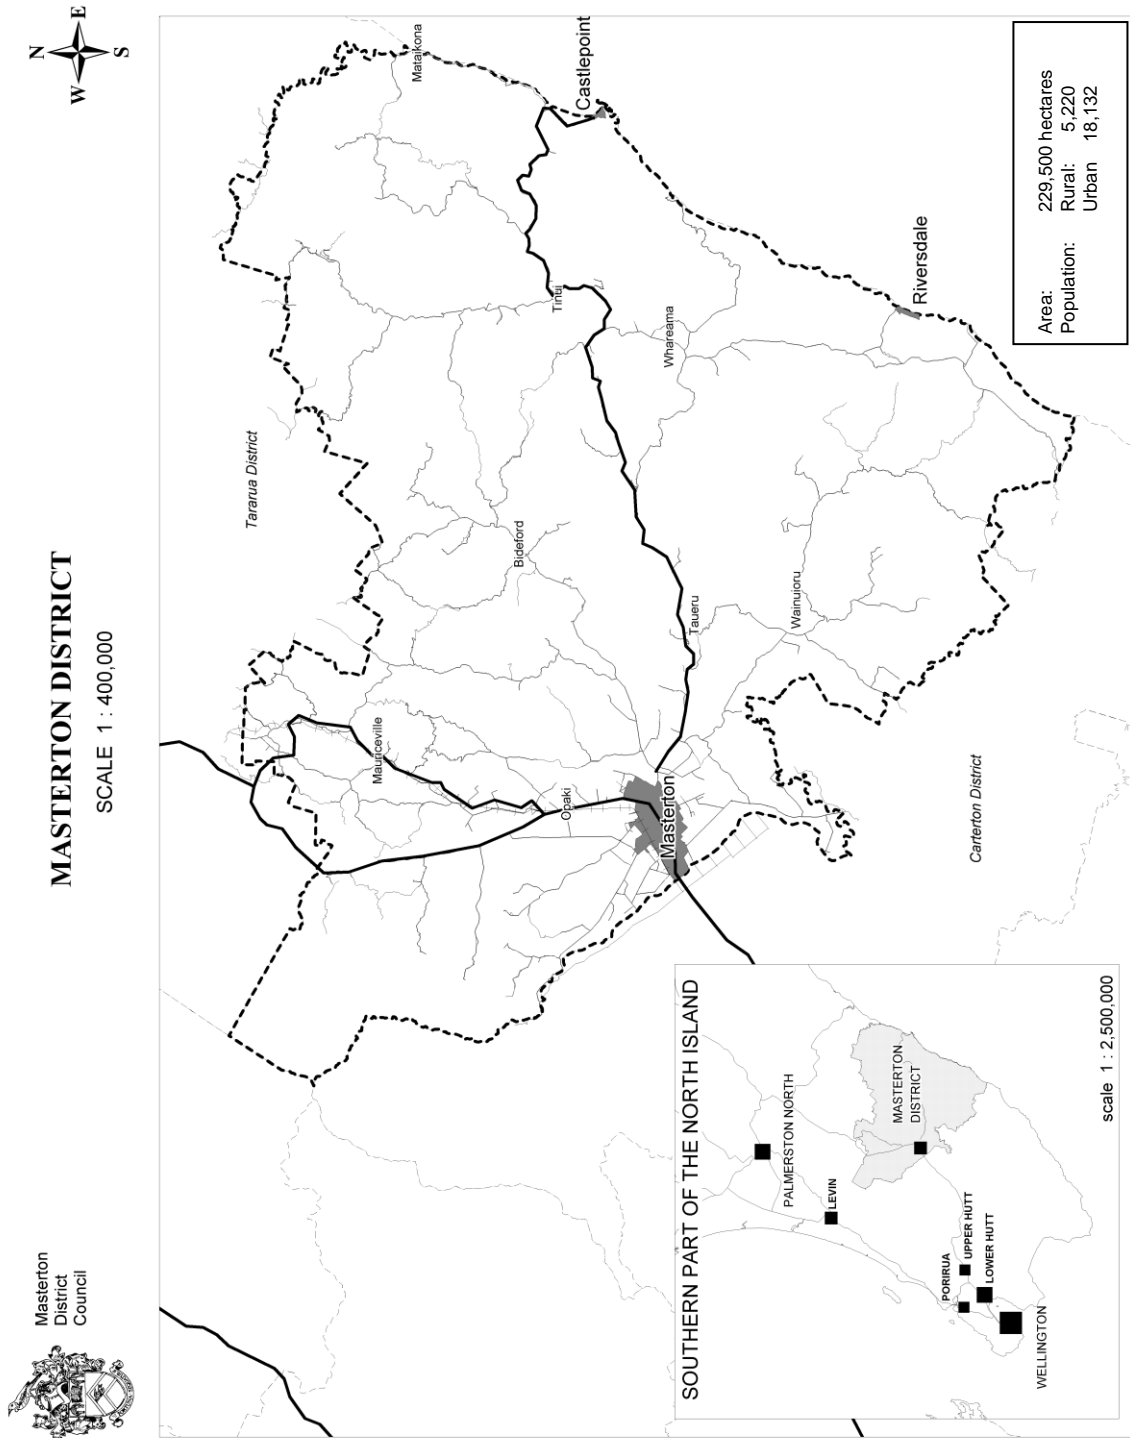 Masterton
District
Council
MASTERTON DISTRICT
SCALE 1 : 400,000
N
W
E
S
Mataikona
Castlepoint
Tararua District
Tinui
Whareama
Riversdale
Bideford
Mauriceville
Taueru
Wainuioru
Opaki
Masterton
Carterton District
Area: 229,500 hectares
Population: Rural: 5,220
Urban 18,132
SOUTHERN PART OF THE NORTH ISLAND
PALMERSTON NORTH
LEVIN
MASTERTON
DISTRICT
PORIRUA
UPPER HUTT
LOWER HUTT
WELLINGTON
scale 1 : 2,500,000